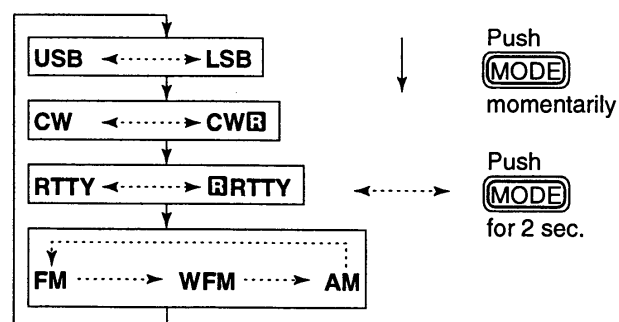 USB LSB
CW CWR
RTTY RRTTY
FM WFM AM
Push
MODE
momentarily
Push
MODE
for 2 sec.